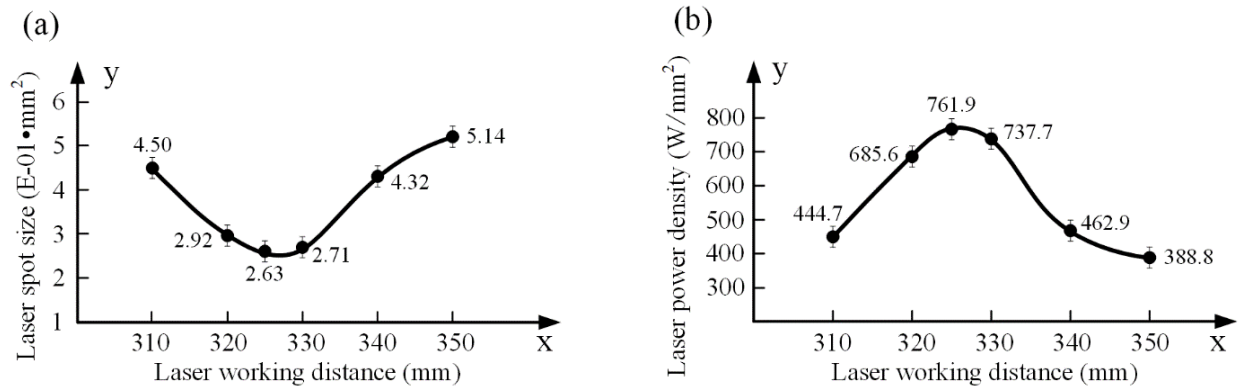 (a)
y
Laser spot size (E-01•mm²)
6
5
4
3
2
1
4.50
2.92
2.63
2.71
4.32
5.14
310 320 330 340 350 x
Laser working distance (mm)
(b)
y
Laser power density (W/mm²)
800
700
600
500
400
300
444.7
685.6
761.9
737.7
462.9
388.8
310 320 330 340 350 x
Laser working distance (mm)